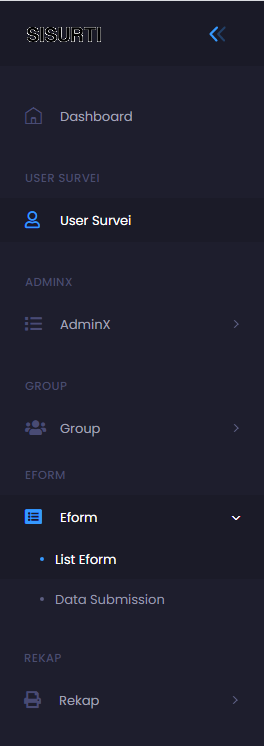 SISURTI
Dashboard
USER SURVEI
User Survei
ADMINX
AdminX
GROUP
Group
EFORM
Eform
List Eform
Data Submission
REKAP
Rekap